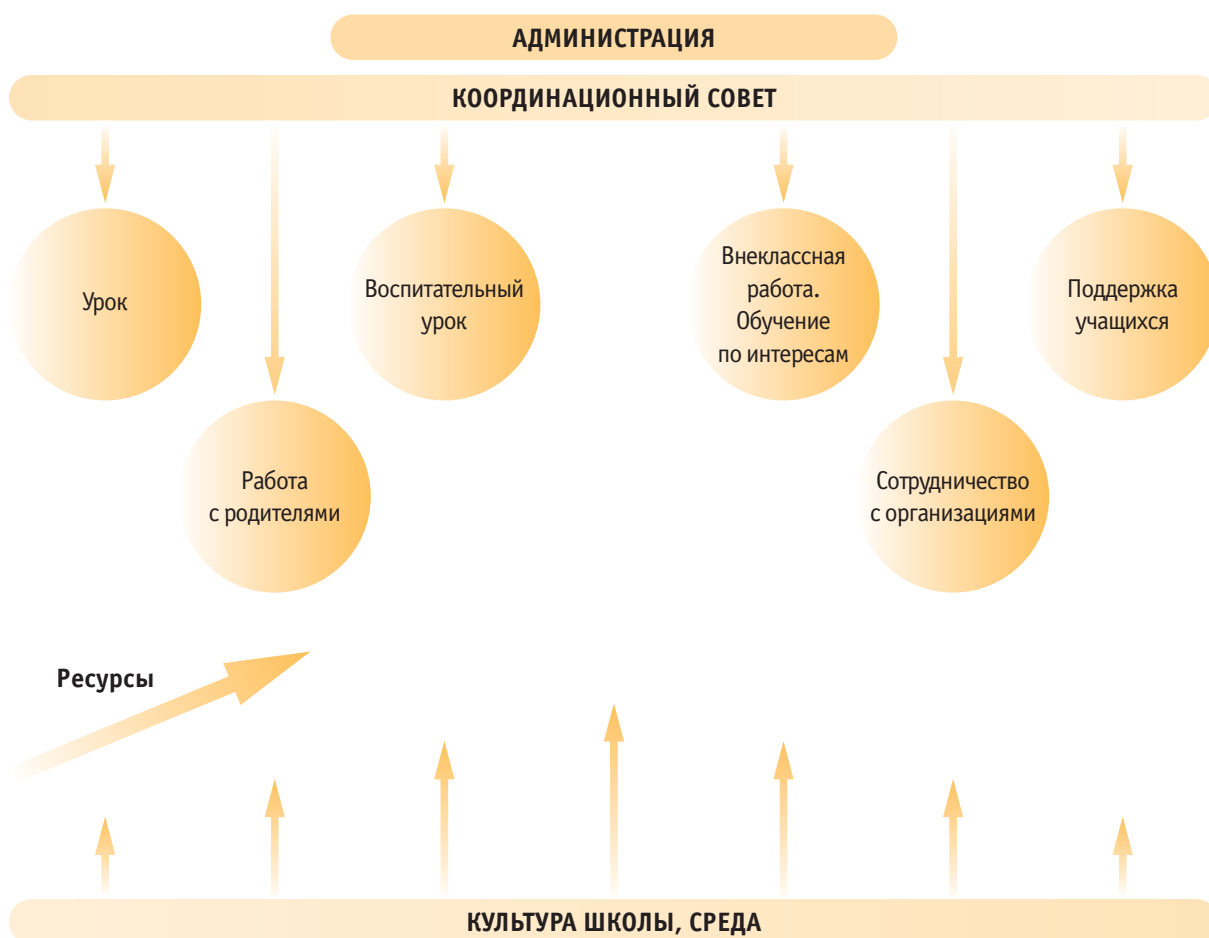 АДМИНИСТРАЦИЯ
КООРДИНАЦИОННЫЙ СОВЕТ
Урок
Воспитательный
урок
Внеклассная
работа.
Обучение
по интересам
Поддержка
учащихся
Работа
с родителями
Сотрудничество
с организациями
Ресурсы
КУЛЬТУРА ШКОЛЫ, СРЕДА